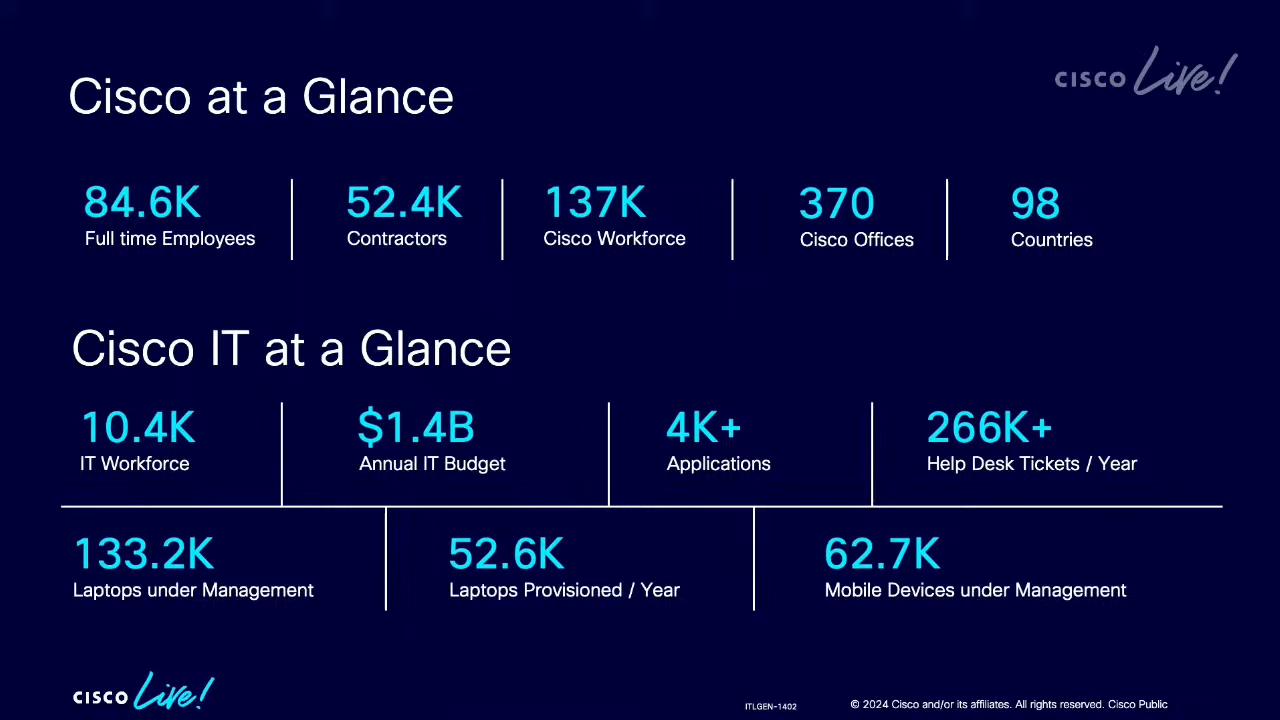 Cisco at a Glance
CISCO Live!
84.6K
Full time Employees
52.4K
Contractors
137K
Cisco Workforce
370
Cisco Offices
98
Countries
Cisco IT at a Glance
10.4K
IT Workforce
$1.4B
Annual IT Budget
4K+
Applications
266K+
Help Desk Tickets / Year
133.2K
Laptops under Management
52.6K
Laptops Provisioned / Year
62.7K
Mobile Devices under Management
CISCO Live!
ITLGEN-1402
© 2024 Cisco and/or its affiliates. All rights reserved. Cisco Public